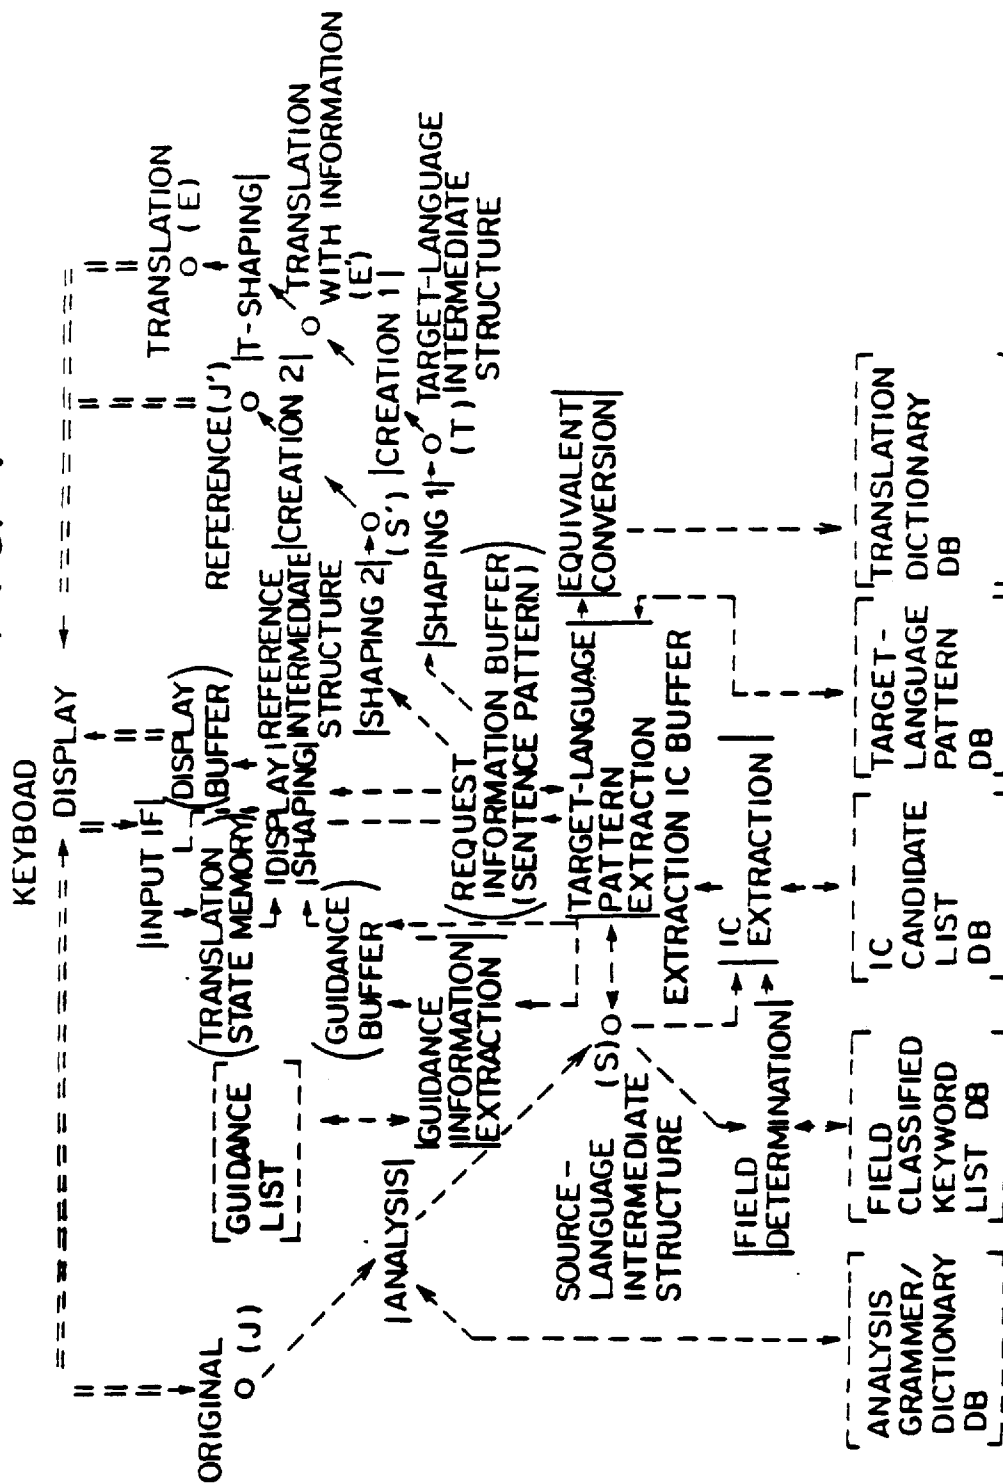 KEYBOAD
DISPLAY
ORIGINAL
(J)
|INPUT IF|
(DISPLAY
BUFFER)
REFERENCE(J')
TRANSLATION
(E)
GUIDANCE
LIST
(TRANSLATION
STATE MEMORY)
|DISPLAY
|SHAPING|
|REFERENCE
INTERMEDIATE
STRUCTURE
|CREATION 2|
|T-SHAPING|
TRANSLATION
WITH INFORMATION
(E')
(GUIDANCE
BUFFER)
|ANALYSIS|
|GUIDANCE
|INFORMATION
|EXTRACTION|
|SHAPING 2|
(S')
|CREATION 1|
|SHAPING 1|
(T)
TARGET-LANGUAGE
INTERMEDIATE
STRUCTURE
(REQUEST
INFORMATION BUFFER
(SENTENCE PATTERN))
SOURCE-
LANGUAGE
INTERMEDIATE
STRUCTURE
(S)
|TARGET-LANGUAGE
PATTERN
EXTRACTION
|EQUIVALENT
CONVERSION|
EXTRACTION IC BUFFER
|FIELD
DETERMINATION|
|IC
EXTRACTION|
ANALYSIS
GRAMMER/
DICTIONARY
DB
FIELD
CLASSIFIED
KEYWORD
LIST DB
IC
CANDIDATE
LIST
DB
TARGET-
LANGUAGE
PATTERN
DB
TRANSLATION
DICTIONARY
DB